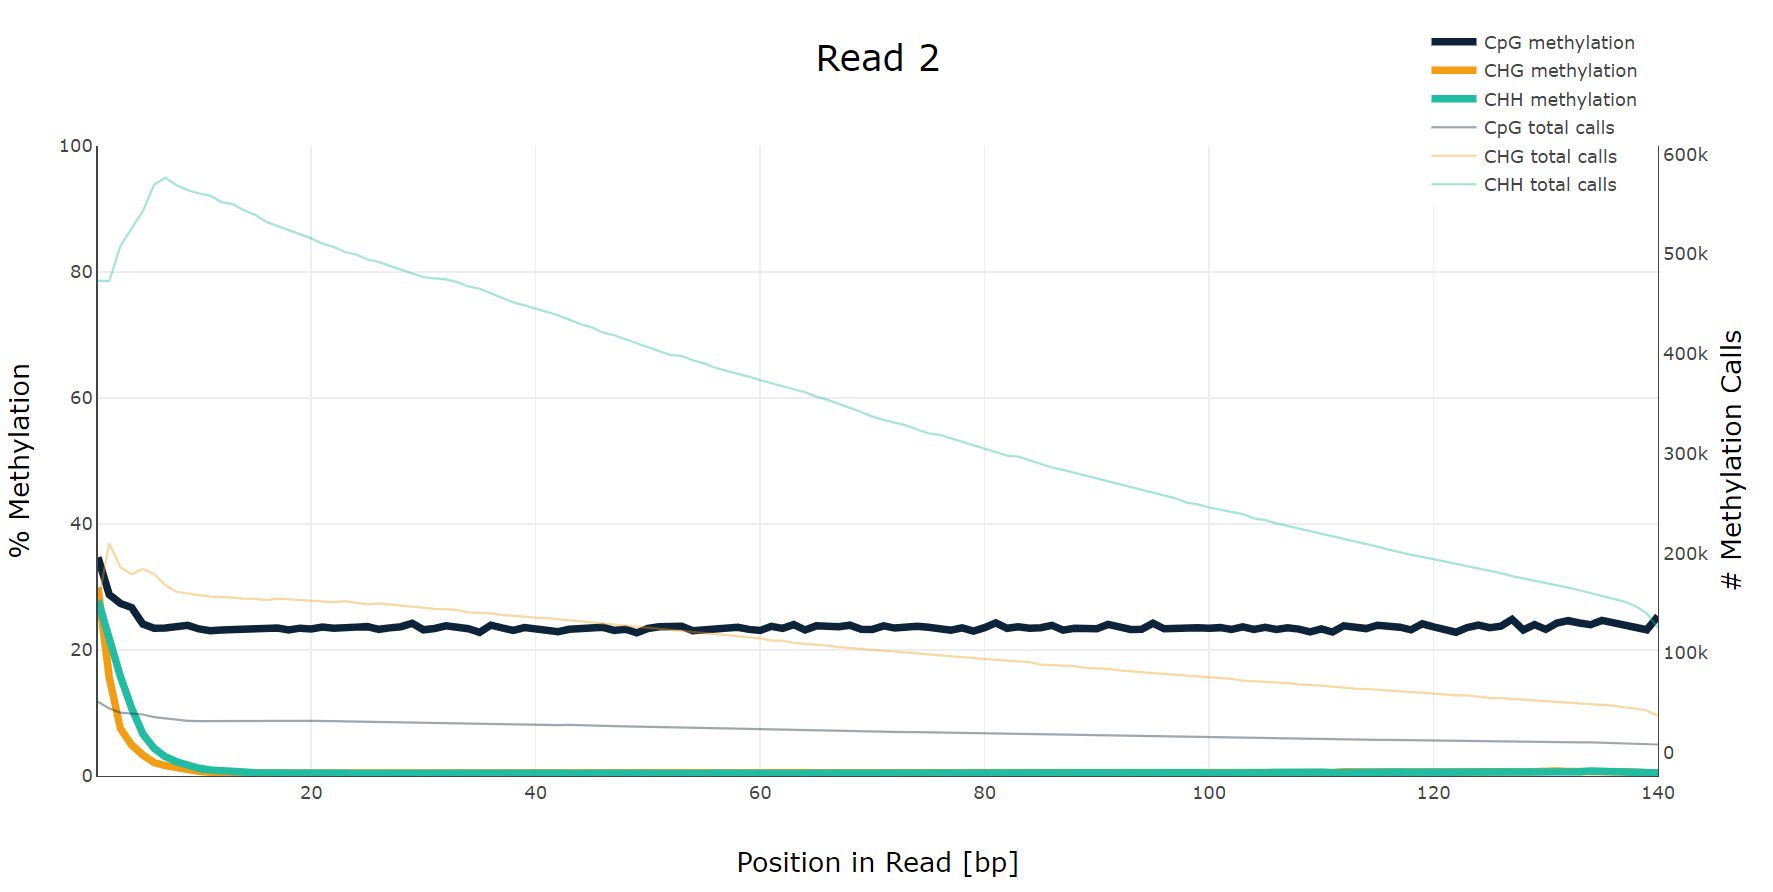 Read 2
CpG methylation
CHG methylation
CHH methylation
CpG total calls
CHG total calls
CHH total calls
% Methylation
100
80
60
40
20
0
600k
500k
400k
300k
200k
100k
0
# Methylation Calls
20 40 60 80 100 120 140
Position in Read [bp]